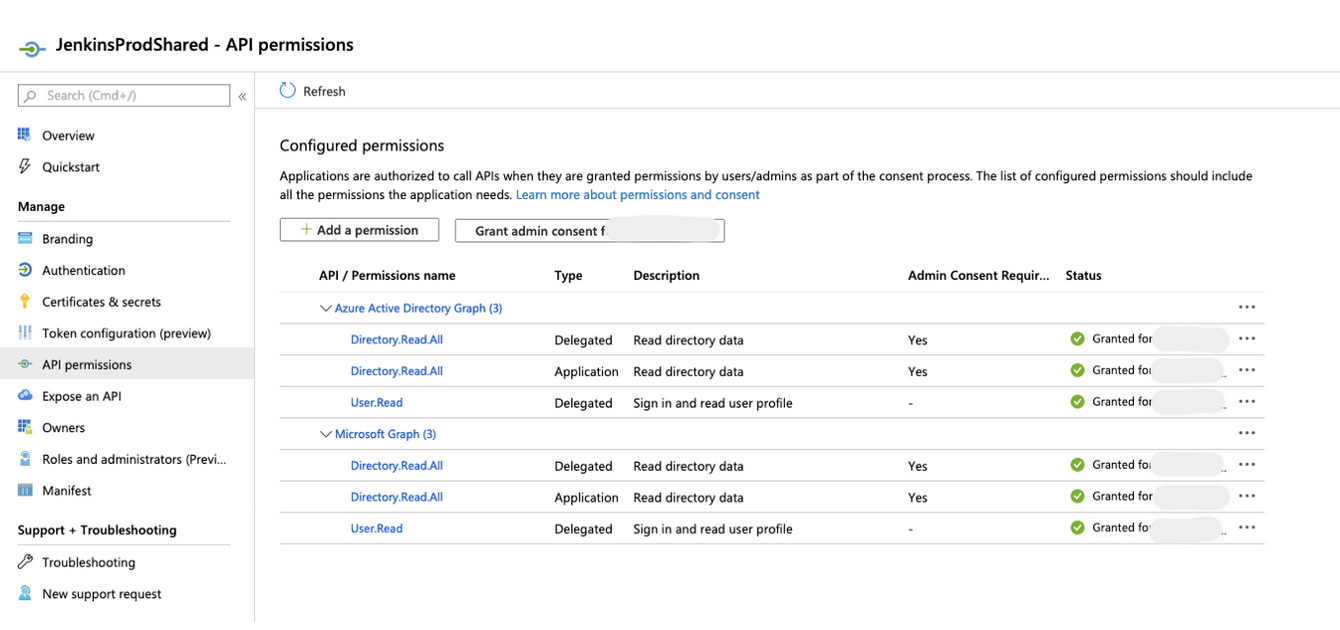 JenkinsProdShared - API permissions
Search (Cmd+/)
«
Refresh
Overview
Quickstart
Manage
Branding
Authentication
Certificates & secrets
Token configuration (preview)
API permissions
Expose an API
Owners
Roles and administrators (Previ...
Manifest
Support + Troubleshooting
Troubleshooting
New support request
Configured permissions
Applications are authorized to call APIs when they are granted permissions by users/admins as part of the consent process. The list of configured permissions should include
all the permissions the application needs. Learn more about permissions and consent
+ Add a permission Grant admin consent f
API / Permissions name Type Description Admin Consent Requir... Status
Azure Active Directory Graph (3) ...
Directory.Read.All Delegated Read directory data Yes Granted for ...
Directory.Read.All Application Read directory data Yes Granted for ...
User.Read Delegated Sign in and read user profile - Granted for ...
Microsoft Graph (3) ...
Directory.Read.All Delegated Read directory data Yes Granted for ...
Directory.Read.All Application Read directory data Yes Granted for ...
User.Read Delegated Sign in and read user profile - Granted fo ...